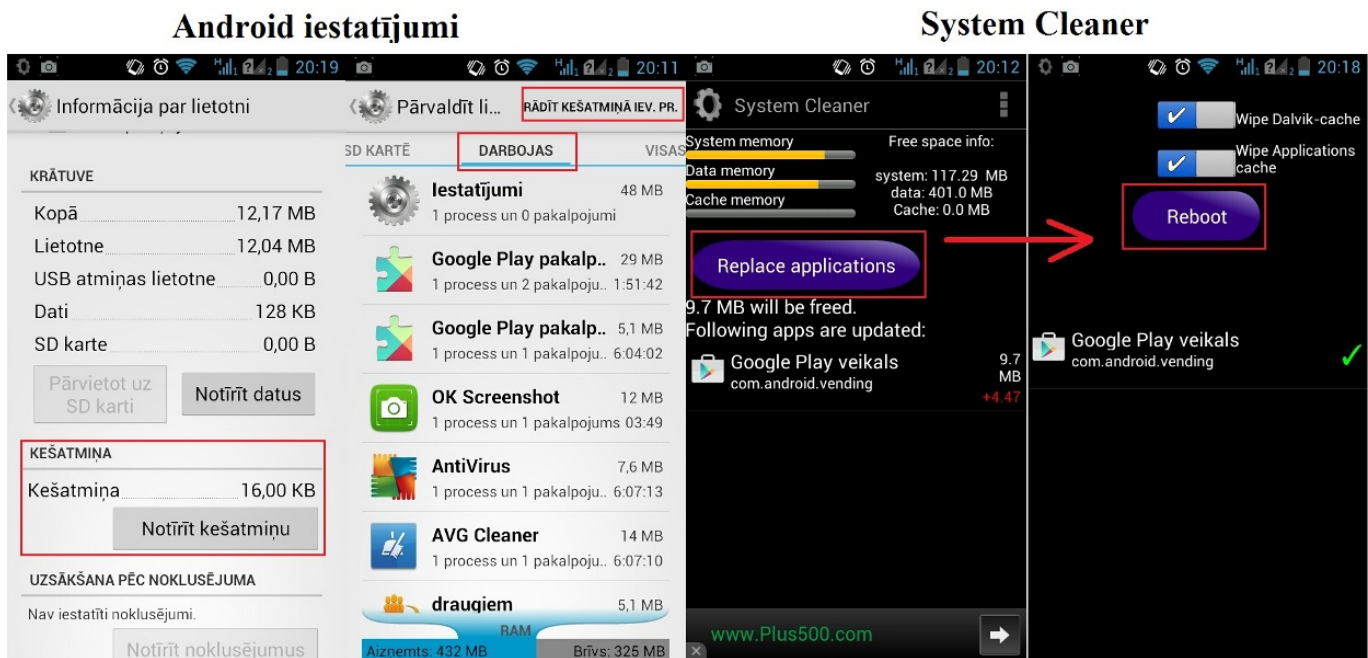 Android iestatījumi
System Cleaner
20:19
Informācija par lietotni
KRĀTUVE
Kopā 12,17 MB
Lietotne 12,04 MB
USB atmiņas lietotne 0,00 B
Dati 128 KB
SD karte 0,00 B
Pārvietot uz
SD karti
Notīrīt datus
KEŠATMIŅA
Kešatmiņa 16,00 KB
Notīrīt kešatmiņu
UZSĀKŠANA PĒC NOKLUSĒJUMA
Nav iestatīti noklusējumi.
Notīrīt noklusējumus
20:11
Pārvaldīt li... RĀDĪT KEŠATMIŅĀ IEV. PR.
SD KARTĒ DARBOJAS VISAS
Iestatījumi 48 MB
1 process un 0 pakalpojumi
Google Play pakalp.. 29 MB
1 process un 2 pakalpoju.. 1:51:42
Google Play pakalp.. 5,1 MB
1 process un 1 pakalpoju.. 6:04:02
OK Screenshot 12 MB
1 process un 1 pakalpojums 03:49
AntiVirus 7,6 MB
1 process un 1 pakalpoju.. 6:07:13
AVG Cleaner 14 MB
1 process un 1 pakalpoju.. 6:07:10
draugiem 5,1 MB
RAM
Aizņemts: 432 MB Brīvs: 325 MB
20:12
System Cleaner
System memory
Data memory
Cache memory
Free space info:
system: 117.29 MB
data: 401.0 MB
Cache: 0.0 MB
Replace applications
9.7 MB will be freed.
Following apps are updated:
Google Play veikals
com.android.vending
9.7
MB
+4.47
www.Plus500.com
20:18
Wipe Dalvik-cache
Wipe Applications
cache
Reboot
Google Play veikals
com.android.vending